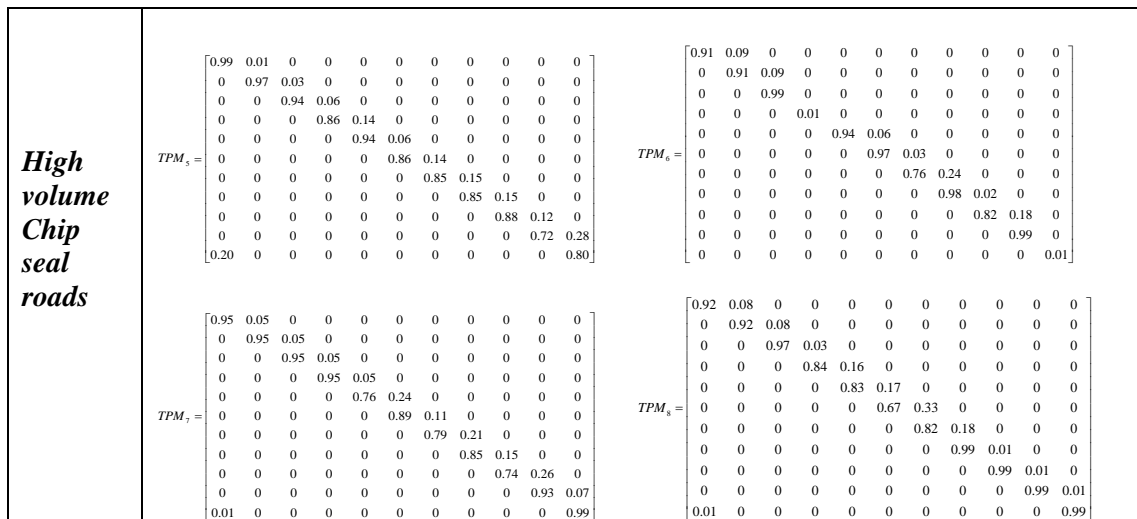 High
volume
Chip
seal
roads
TPM₅ =
0.99 0.01 0 0 0 0 0 0 0 0 0
0 0.97 0.03 0 0 0 0 0 0 0 0
0 0 0.94 0.06 0 0 0 0 0 0 0
0 0 0 0.86 0.14 0 0 0 0 0 0
0 0 0 0 0.94 0.06 0 0 0 0 0
0 0 0 0 0 0.86 0.14 0 0 0 0
0 0 0 0 0 0 0.85 0.15 0 0 0
0 0 0 0 0 0 0 0.85 0.15 0 0
0 0 0 0 0 0 0 0 0.88 0.12 0
0 0 0 0 0 0 0 0 0 0.72 0.28
0.20 0 0 0 0 0 0 0 0 0 0.80
TPM₆ =
0.91 0.09 0 0 0 0 0 0 0 0 0
0 0.91 0.09 0 0 0 0 0 0 0 0
0 0 0.99 0 0 0 0 0 0 0 0
0 0 0 0.01 0 0 0 0 0 0 0
0 0 0 0 0.94 0.06 0 0 0 0 0
0 0 0 0 0 0.97 0.03 0 0 0 0
0 0 0 0 0 0 0.76 0.24 0 0 0
0 0 0 0 0 0 0 0.98 0.02 0 0
0 0 0 0 0 0 0 0 0.82 0.18 0
0 0 0 0 0 0 0 0 0 0.99 0
0 0 0 0 0 0 0 0 0 0 0.01
TPM₇ =
0.95 0.05 0 0 0 0 0 0 0 0 0
0 0.95 0.05 0 0 0 0 0 0 0 0
0 0 0.95 0.05 0 0 0 0 0 0 0
0 0 0 0.95 0.05 0 0 0 0 0 0
0 0 0 0 0.76 0.24 0 0 0 0 0
0 0 0 0 0 0.89 0.11 0 0 0 0
0 0 0 0 0 0 0.79 0.21 0 0 0
0 0 0 0 0 0 0 0.85 0.15 0 0
0 0 0 0 0 0 0 0 0.74 0.26 0
0 0 0 0 0 0 0 0 0 0.93 0.07
0.01 0 0 0 0 0 0 0 0 0 0.99
TPM₈ =
0.92 0.08 0 0 0 0 0 0 0 0 0
0 0.92 0.08 0 0 0 0 0 0 0 0
0 0 0.97 0.03 0 0 0 0 0 0 0
0 0 0 0.84 0.16 0 0 0 0 0 0
0 0 0 0 0.83 0.17 0 0 0 0 0
0 0 0 0 0 0.67 0.33 0 0 0 0
0 0 0 0 0 0 0.82 0.18 0 0 0
0 0 0 0 0 0 0 0.99 0.01 0 0
0 0 0 0 0 0 0 0 0.99 0.01 0
0 0 0 0 0 0 0 0 0 0.99 0.01
0.01 0 0 0 0 0 0 0 0 0 0.99